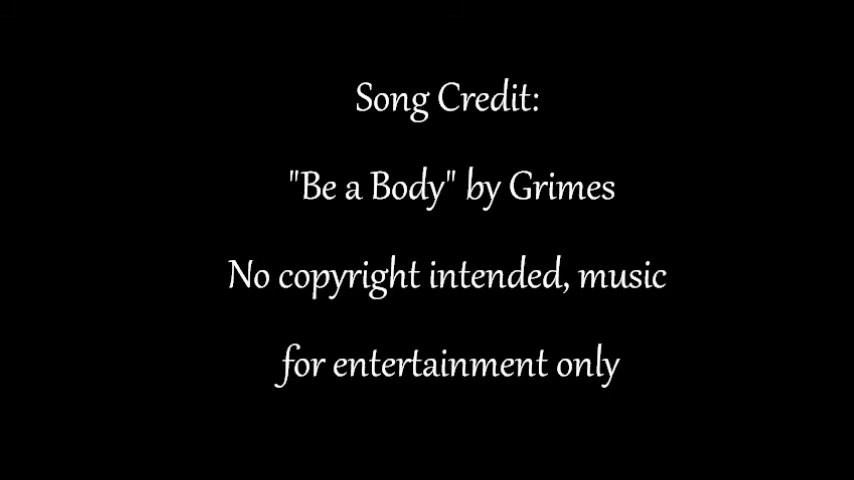 Song Credit:
"Be a Body" by Grimes
No copyright intended, music
for entertainment only